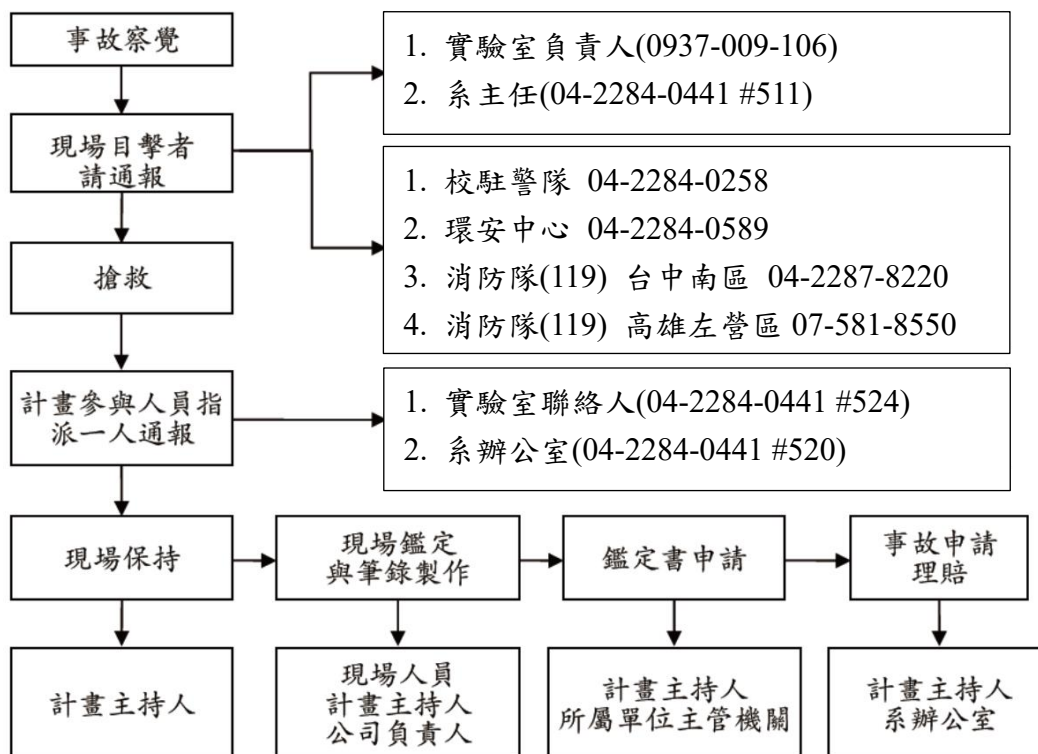 事故察覺
1. 實驗室負責人(0937-009-106)
2. 系主任(04-2284-0441 #511)
現場目擊者
請通報
1. 校駐警隊 04-2284-0258
2. 環安中心 04-2284-0589
3. 消防隊(119) 台中南區 04-2287-8220
4. 消防隊(119) 高雄左營區 07-581-8550
搶救
計畫參與人員指
派一人通報
1. 實驗室聯絡人(04-2284-0441 #524)
2. 系辦公室(04-2284-0441 #520)
現場保持
現場鑑定
與筆錄製作
鑑定書申請
事故申請
理賠
計畫主持人
現場人員
計畫主持人
公司負責人
計畫主持人
所屬單位主管機關
計畫主持人
系辦公室